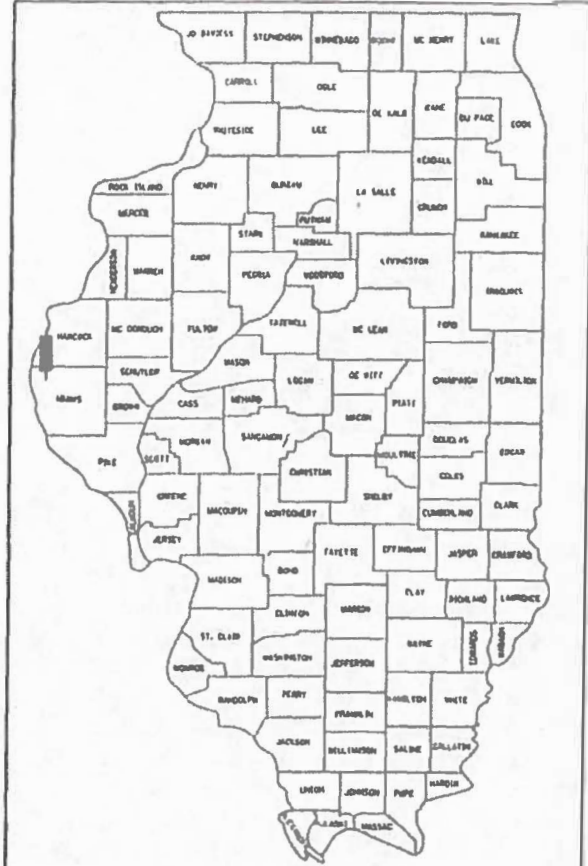 JO DAVIESS STEPHENSON WINNEBAGO BOONE MC HENRY LAKE
CARROLL OGLE
DE KALB KANE DU PAGE COOK
WHITESIDE LEE
KENDALL WILL
ROCK ISLAND HENRY BUREAU LA SALLE GRUNDY
MERCER PUTNAM
STARK MARSHALL KANKAKEE
HENDERSON WARREN KNOX LIVINGSTON
PEORIA WOODFORD IROQUOIS
HANCOCK MC DONOUGH FULTON TAZEWELL MC LEAN FORD
MASON
SCHUYLER LOGAN DE WITT CHAMPAIGN VERMILION
ADAMS BROWN CASS MENARD PIATT
MACON
MORGAN SANGAMON DOUGLAS EDGAR
PIKE SCOTT CHRISTIAN MOULTRIE
COLES
SHELBY
GREENE MACOUPIN MONTGOMERY CUMBERLAND CLARK
CALHOUN
JERSEY FAYETTE EFFINGHAM JASPER CRAWFORD
BOND
MADISON CLAY RICHLAND LAWRENCE
CLINTON MARION
ST. CLAIR WAYNE EDWARDS WABASH
MONROE WASHINGTON JEFFERSON
RANDOLPH PERRY HAMILTON WHITE
FRANKLIN
JACKSON WILLIAMSON SALINE GALLATIN
UNION JOHNSON POPE HARDIN
MASSAC